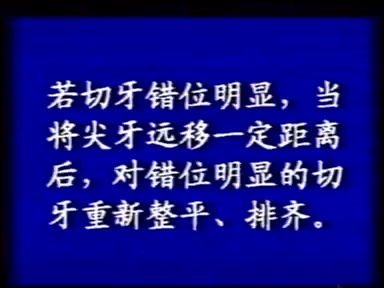 若切牙错位明显，当
将尖牙远移一定距离
后，对错位明显的切
牙重新整平、排齐。